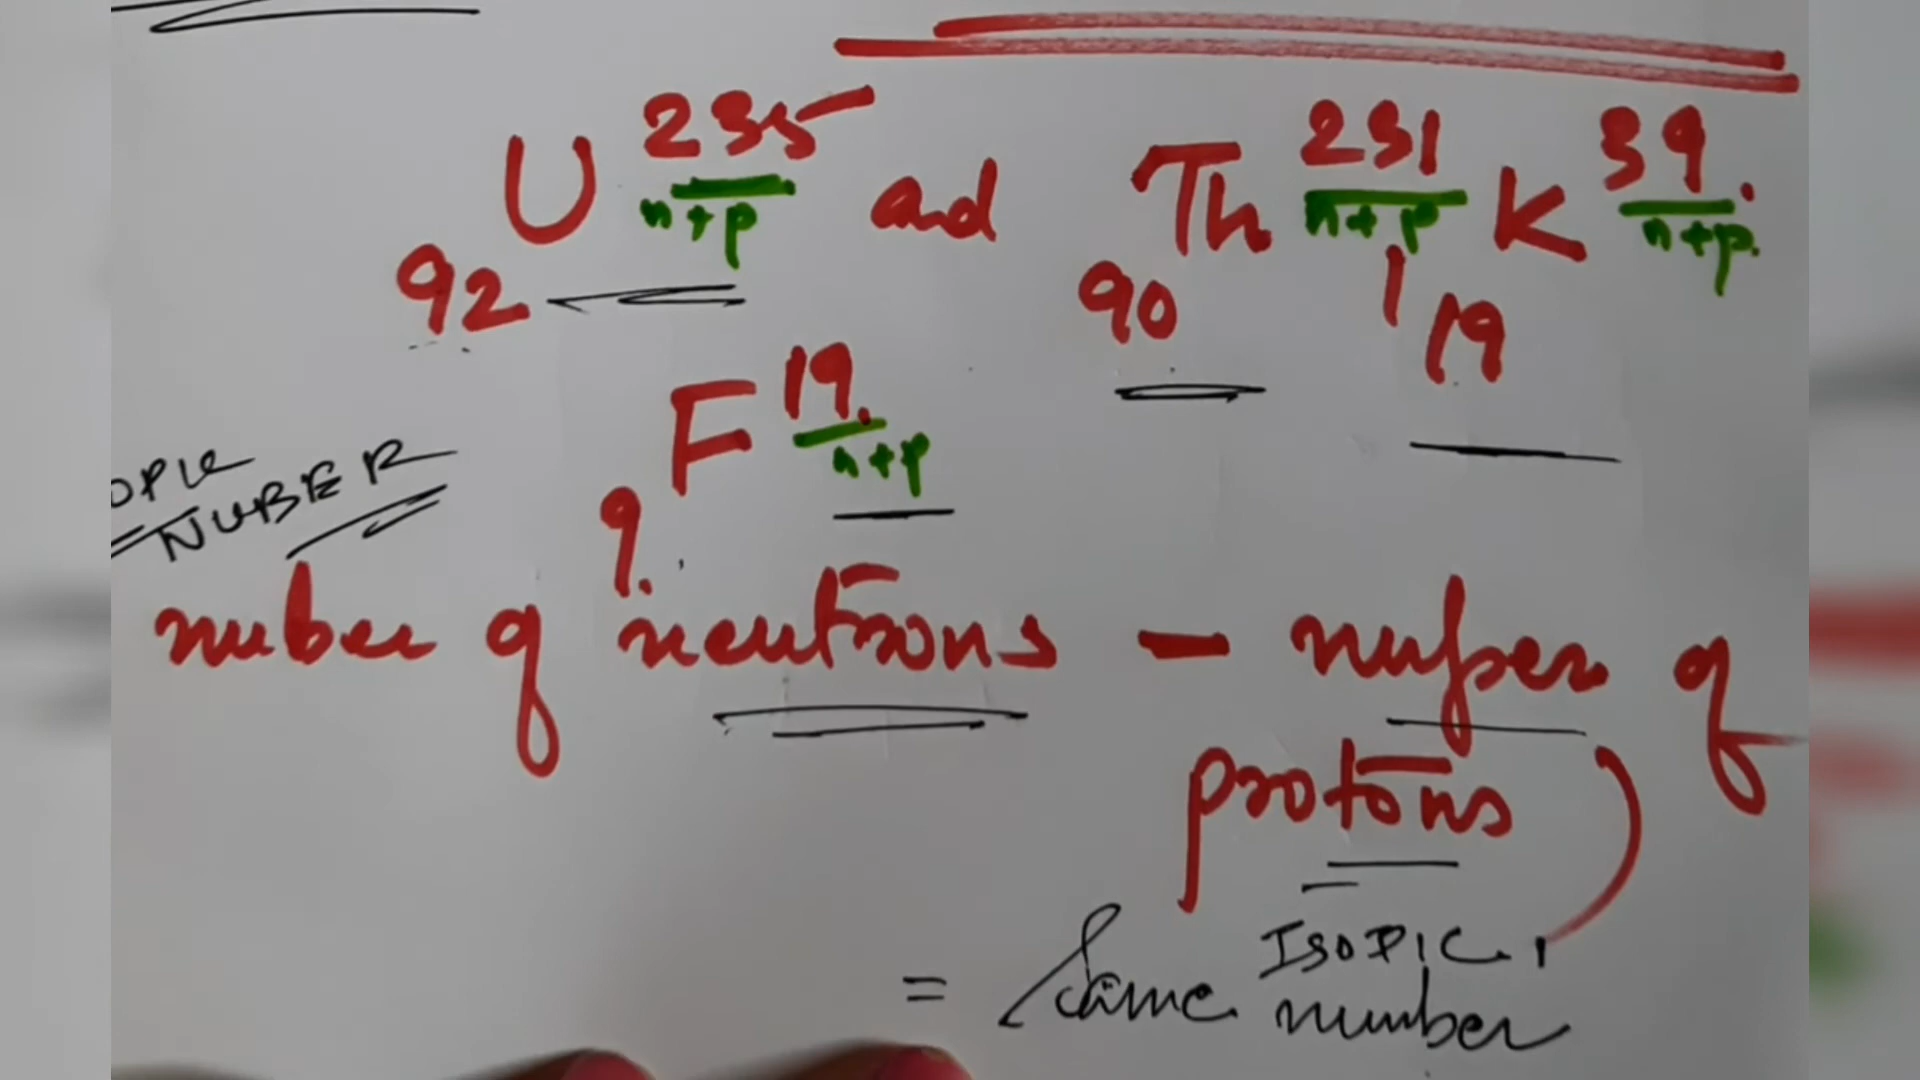 92 U 235 n+p and 90 Th 231 n+p , 19 K 39 . n+p.
9. F 19. n+p
OPIC
NUBER
nuber of neutrons - nuber of
protons
= Same ISOPIC ,
number